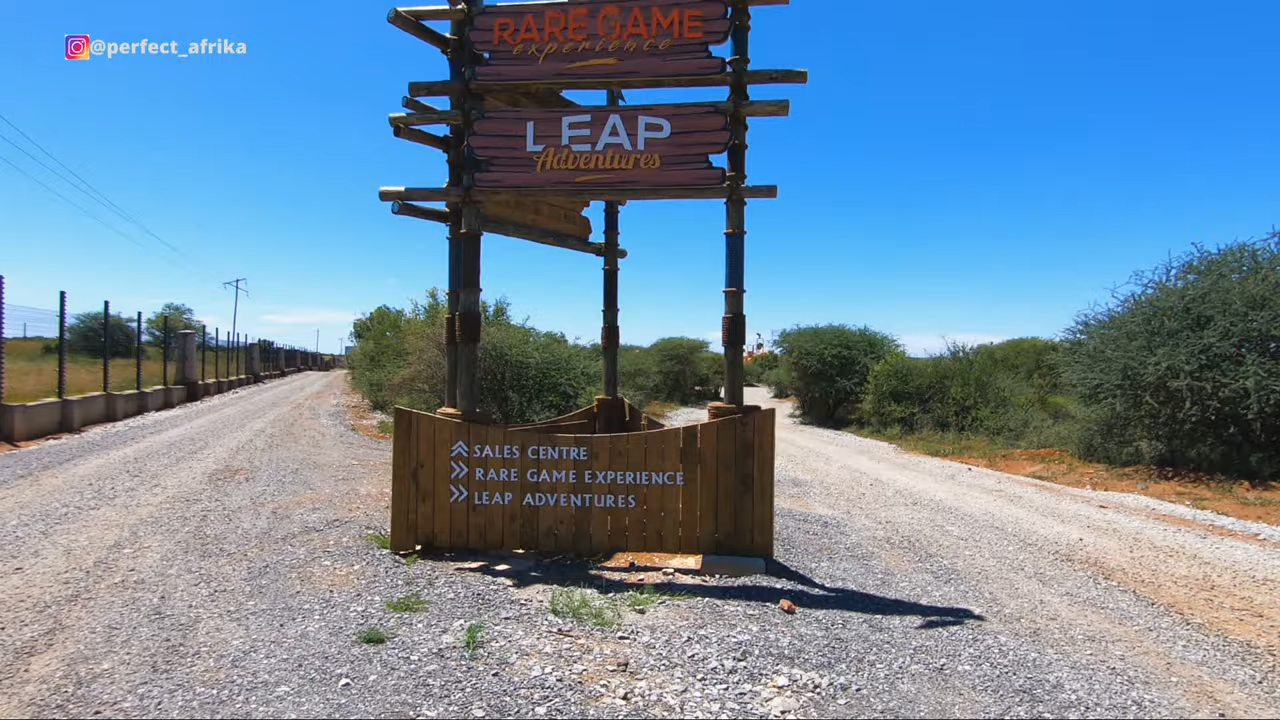 @perfect_afrika
RARE GAME
experience
LEAP
Adventures
SALES CENTRE
RARE GAME EXPERIENCE
LEAP ADVENTURES